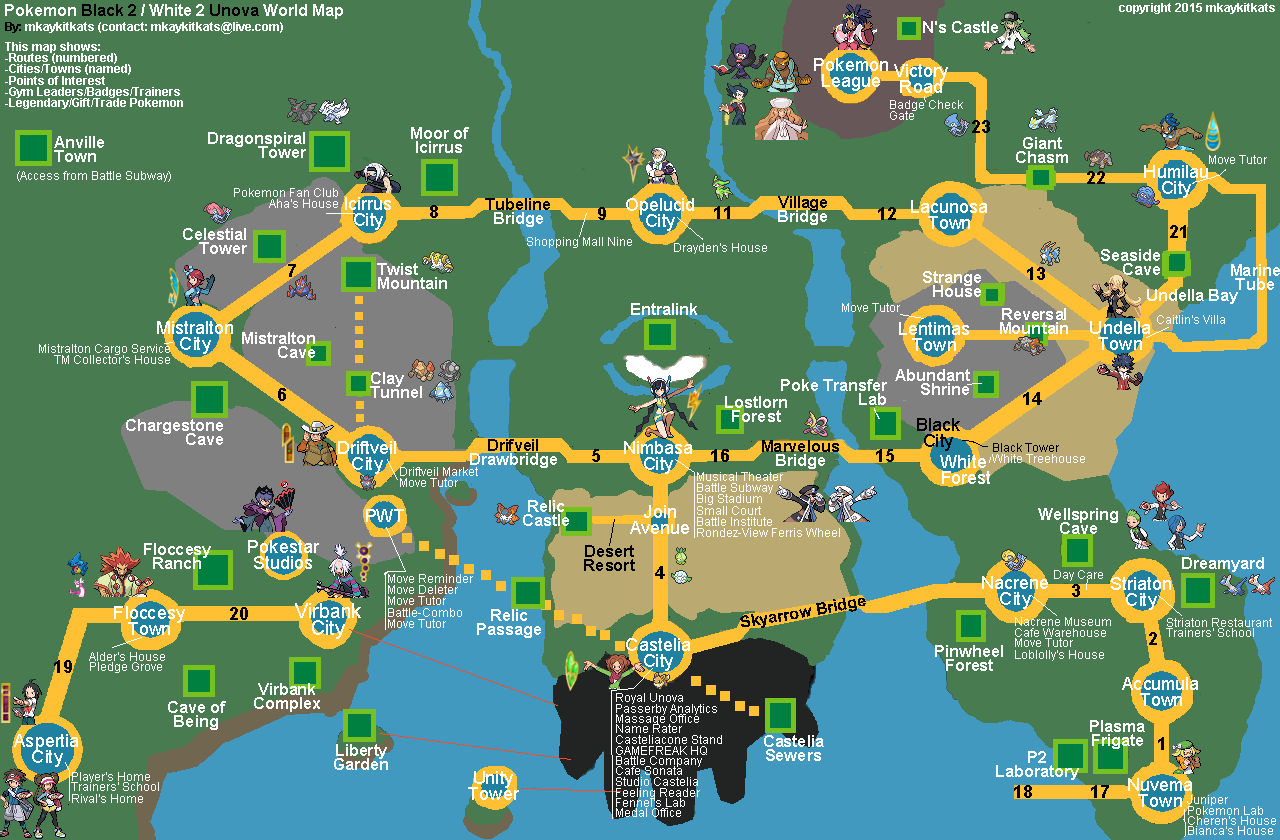 Pokemon Black 2 / White 2 Unova World Map
By: mkaykitkats (contact: mkaykitkats@live.com)
copyright 2015 mkaykitkats
This map shows:
-Routes (numbered)
-Cities/Towns (named)
-Points of Interest
-Gym Leaders/Badges/Trainers
-Legendary/Gift/Trade Pokemon
N's Castle
Pokemon
League
Victory
Road
Badge Check
Gate
23
Anville
Town
(Access from Battle Subway)
Dragonspiral
Tower
Moor of
Icirrus
Giant
Chasm
22
Humilau
City
Move Tutor
Pokemon Fan Club
Aha's House
Icirrus
City
8
Tubeline
Bridge
9
Shopping Mall Nine
Opelucid
City
Drayden's House
11
Village
Bridge
12
Lacunosa
Town
21
Celestial
Tower
7
Twist
Mountain
13
Seaside
Cave
Marine
Tube
Undella Bay
Strange
House
Move Tutor
Lentimas
Town
Reversal
Mountain
Undella
Town
Caitlin's Villa
Entralink
Mistralton
City
Mistralton Cargo Service
TM Collector's House
Mistralton
Cave
Clay
Tunnel
6
Chargestone
Cave
Abundant
Shrine
14
Poke Transfer
Lab
Lostlorn
Forest
Driftveil
City
Driftveil Market
Move Tutor
Drifveil
Drawbridge
5
Nimbasa
City
16
Marvelous
Bridge
15
Black
City
White
Forest
Black Tower
White Treehouse
Musical Theater
Battle Subway
Big Stadium
Small Court
Battle Institute
Rondez-View Ferris Wheel
PWT
Relic
Castle
Join
Avenue
Desert
Resort
4
Pokestar
Studios
Floccesy
Ranch
Move Reminder
Move Deleter
Move Tutor
Battle-Combo
Move Tutor
Relic
Passage
Wellspring
Cave
Day Care
Dreamyard
Nacrene
City
3
Striaton
City
Nacrene Museum
Cafe Warehouse
Move Tutor
Loblolly's House
Striaton Restaurant
Trainers' School
Skyarrow Bridge
Floccesy
Town
20
Virbank
City
Alder's House
Pledge Grove
19
Castelia
City
Pinwheel
Forest
2
Accumula
Town
Cave of
Being
Virbank
Complex
Royal Unova
Passerby Analytics
Massage Office
Name Rater
Casteliacone Stand
GAMEFREAK HQ
Battle Company
Cafe Sonata
Studio Castelia
Feeling Reader
Fennel's Lab
Medal Office
Castelia
Sewers
Aspertia
City
Player's Home
Trainers' School
Rival's Home
Liberty
Garden
Unity
Tower
Plasma
Frigate
1
P2
Laboratory
18
17
Nuvema
Town
Juniper
Pokemon Lab
Cheren's House
Bianca's House